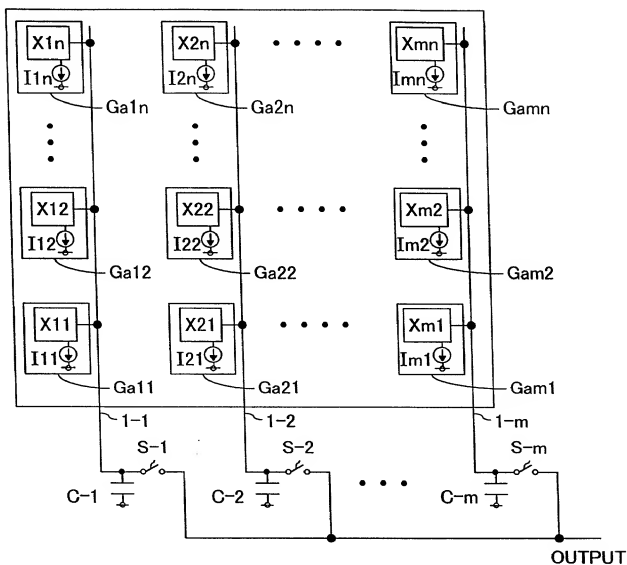 X1n X2n Xmn
I1n I2n Imn
Ga1n Ga2n Gamn
X12 X22 Xm2
I12 I22 Im2
Ga12 Ga22 Gam2
X11 X21 Xm1
I11 I21 Im1
Ga11 Ga21 Gam1
1-1 1-2 1-m
S-1 S-2 S-m
C-1 C-2 C-m
OUTPUT